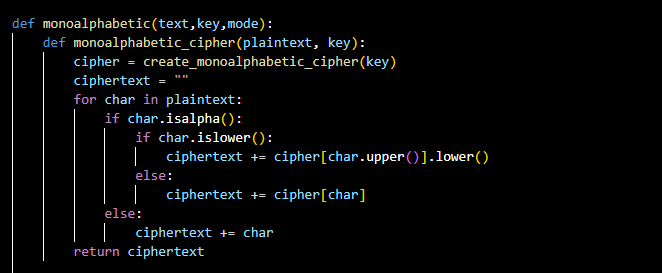 def monoalphabetic(text,key,mode):
    def monoalphabetic_cipher(plaintext, key):
        cipher = create_monoalphabetic_cipher(key)
        ciphertext = ""
        for char in plaintext:
            if char.isalpha():
                if char.islower():
                    ciphertext += cipher[char.upper()].lower()
                else:
                    ciphertext += cipher[char]
            else:
                ciphertext += char
        return ciphertext